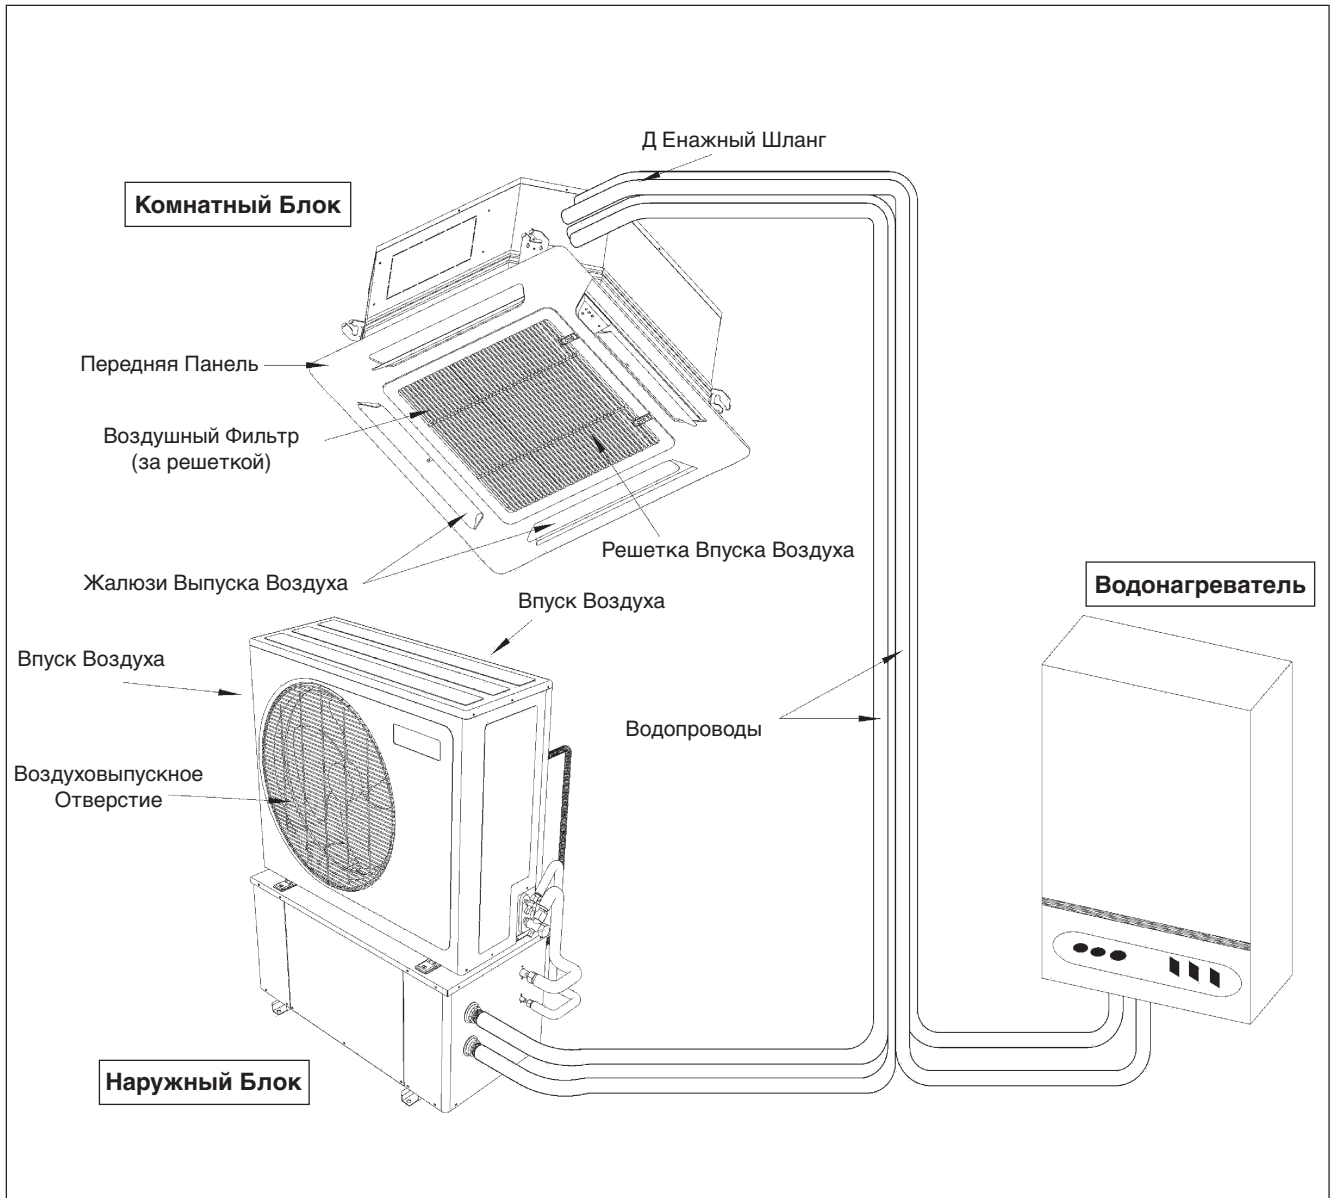 Д Енажный Шланг
Комнатный Блок
Передняя Панель
Воздушный Фильтр
(за решеткой)
Решетка Впуска Воздуха
Жалюзи Выпуска Воздуха
Впуск Воздуха
Водонагреватель
Впуск Воздуха
Водопроводы
Воздуховыпускное
Отверстие
Наружный Блок